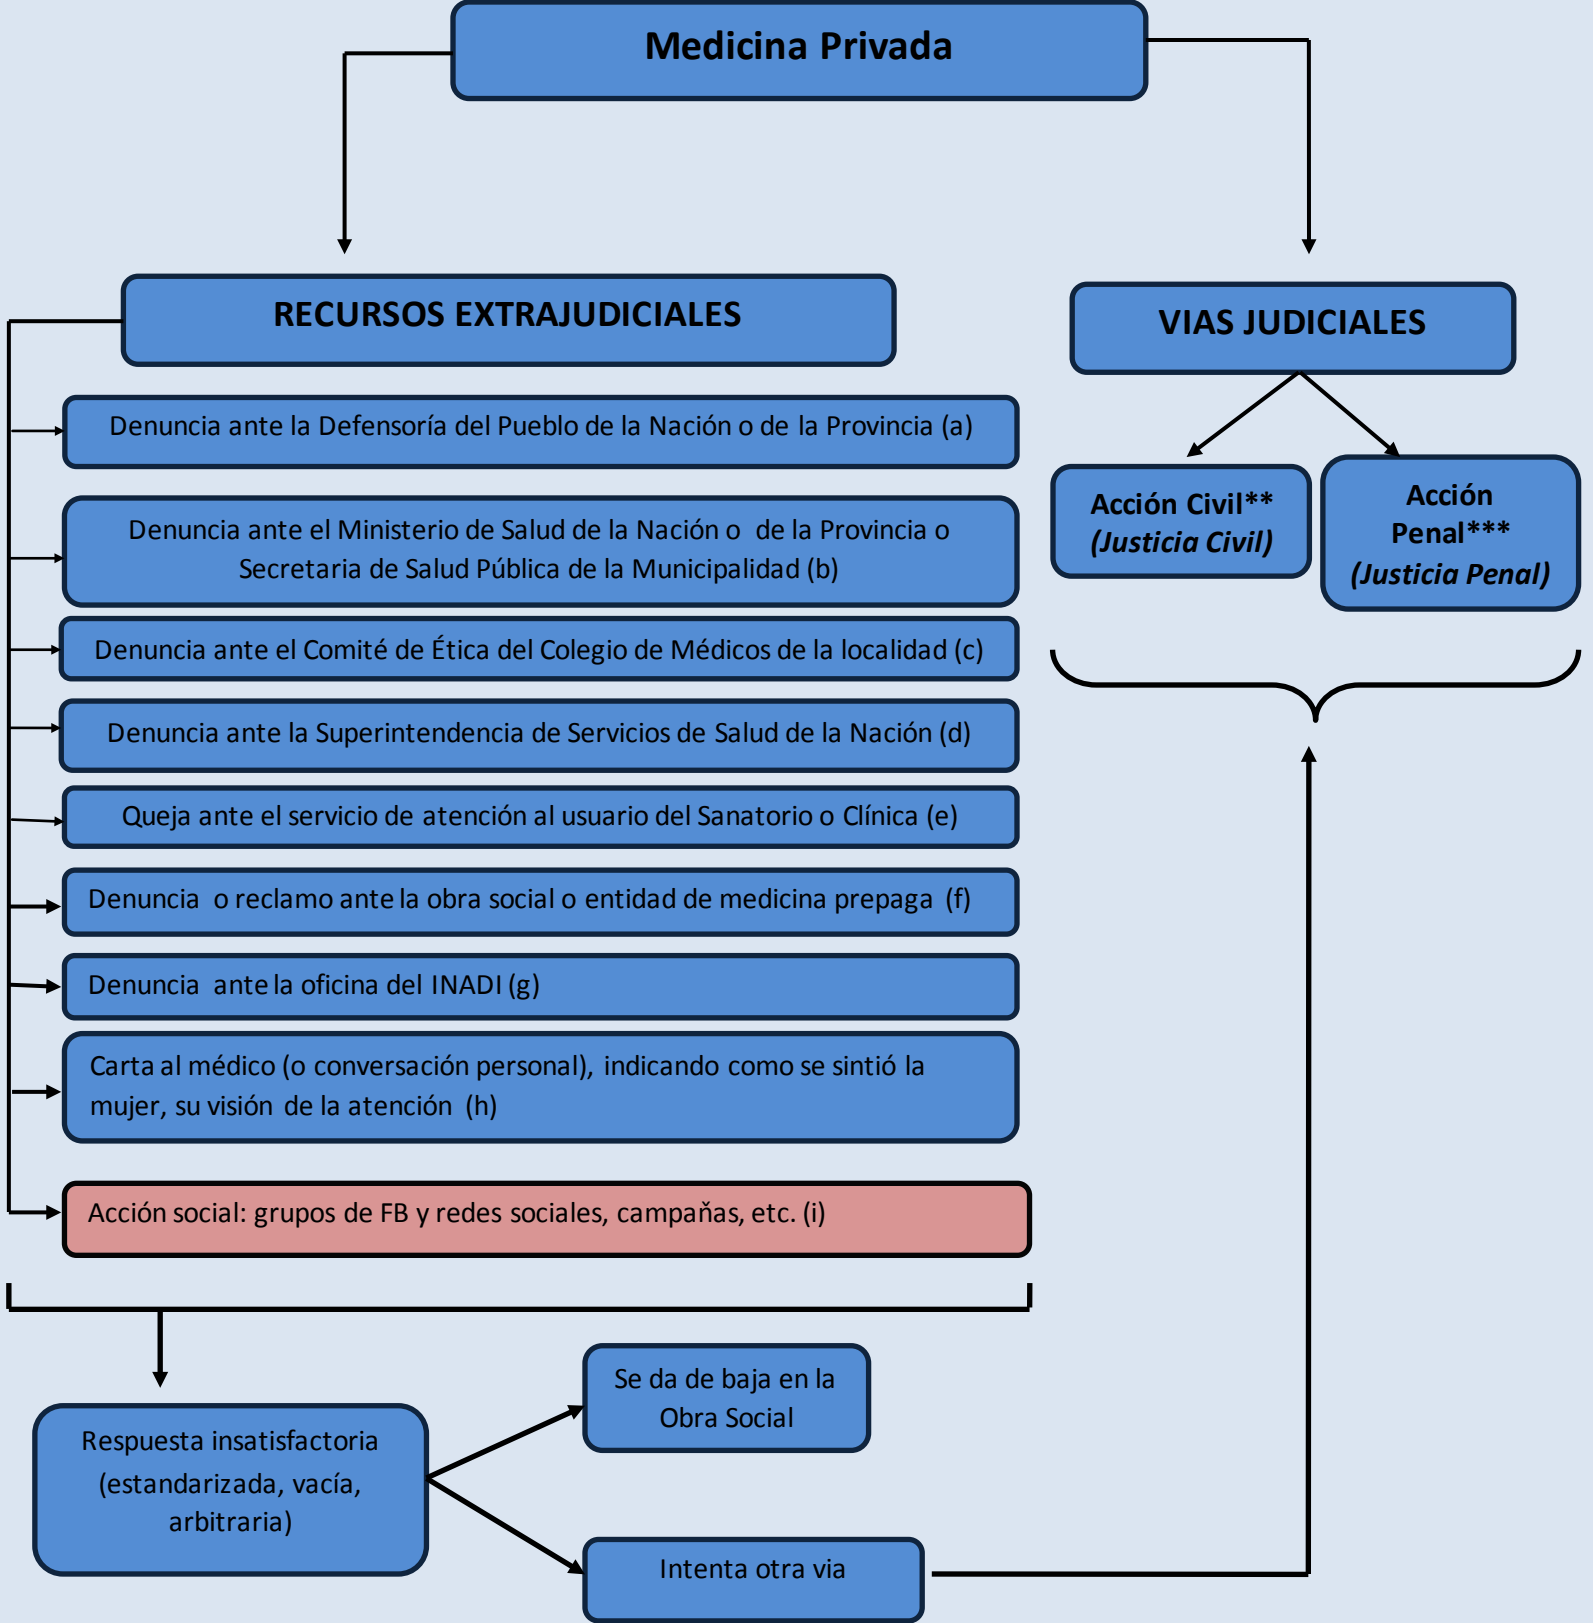 Medicina Privada
RECURSOS EXTRAJUDICIALES
Denuncia ante la Defensoría del Pueblo de la Nación o de la Provincia (a)
Denuncia ante el Ministerio de Salud de la Nación o de la Provincia o
Secretaria de Salud Pública de la Municipalidad (b)
Denuncia ante el Comité de Ética del Colegio de Médicos de la localidad (c)
Denuncia ante la Superintendencia de Servicios de Salud de la Nación (d)
Queja ante el servicio de atención al usuario del Sanatorio o Clínica (e)
Denuncia o reclamo ante la obra social o entidad de medicina prepaga (f)
Denuncia ante la oficina del INADI (g)
Carta al médico (o conversación personal), indicando como se sintió la
mujer, su visión de la atención (h)
Acción social: grupos de FB y redes sociales, campaňas, etc. (i)
VIAS JUDICIALES
Acción Civil**
(Justicia Civil)
Acción
Penal***
(Justicia Penal)
Respuesta insatisfactoria
(estandarizada, vacía,
arbitraria)
Se da de baja en la
Obra Social
Intenta otra via